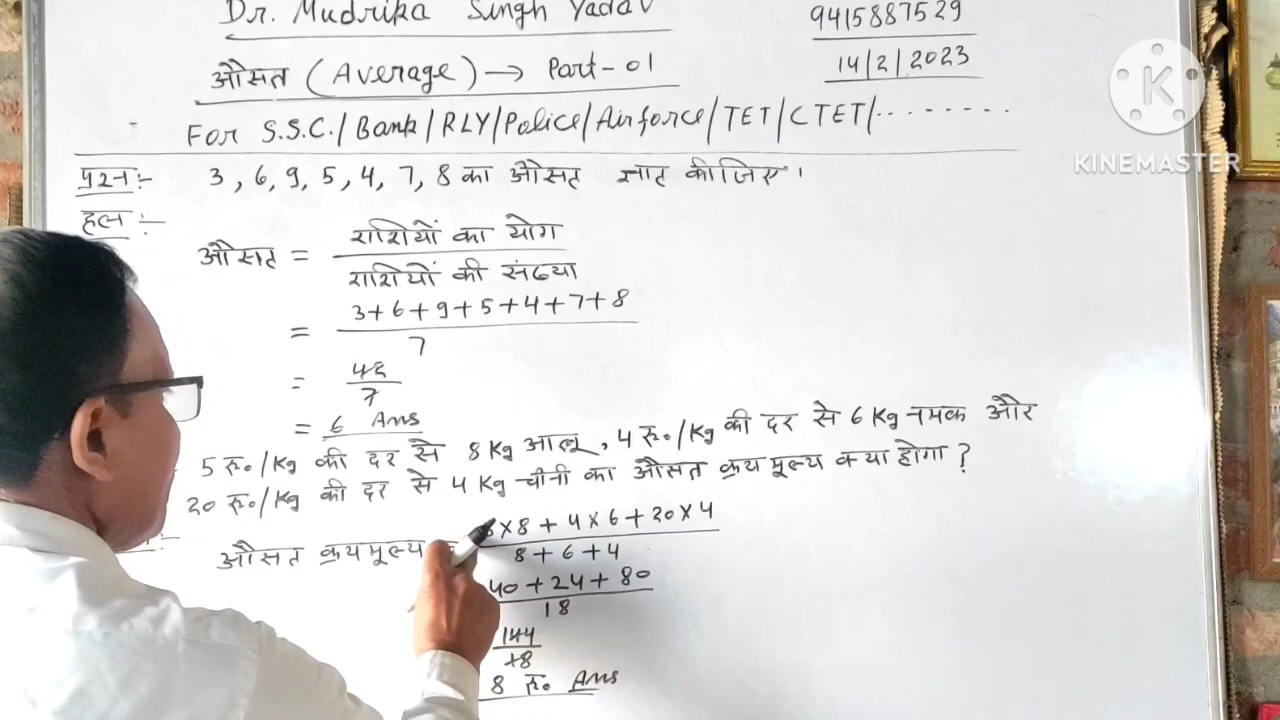 Dr. Mudrika Singh Yadav
9415887529
औसत (Average) → Part-01
14/2/2023
For S.S.C./Bank/RLY/Police/Airforce/TET/CTET/.........
KINEMASTER
प्रश्न:- 3, 6, 9, 5, 4, 7, 8 का औसत ज्ञात कीजिए।
हल :-
औसत = राशियों का योग
राशियों की संख्या
= 3+6+9+5+4+7+8
7
= 42
7
= 6 Ans
5 रु०/Kg की दर से 8 Kg आलू, 4 रु०/Kg की दर से 6 Kg नमक और
20 रु०/Kg की दर से 4 Kg चीनी का औसत क्रय मूल्य क्या होगा ?
औसत क्रय मूल्य = ×8 + 4×6 + 20×4
8 + 6 + 4
40 + 24 + 80
18
144
18
8 रु० Ans